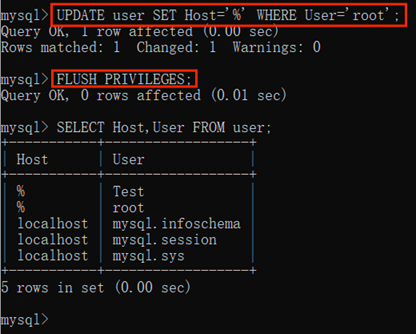 mysql> UPDATE user SET Host='%' WHERE User='root';
Query OK, 1 row affected (0.00 sec)
Rows matched: 1  Changed: 1  Warnings: 0
mysql> FLUSH PRIVILEGES;
Query OK, 0 rows affected (0.01 sec)
mysql> SELECT Host,User FROM user;
+-----------+------------------+
| Host      | User             |
+-----------+------------------+
| %         | Test             |
| %         | root             |
| localhost | mysql.infoschema |
| localhost | mysql.session    |
| localhost | mysql.sys        |
+-----------+------------------+
5 rows in set (0.00 sec)
mysql>